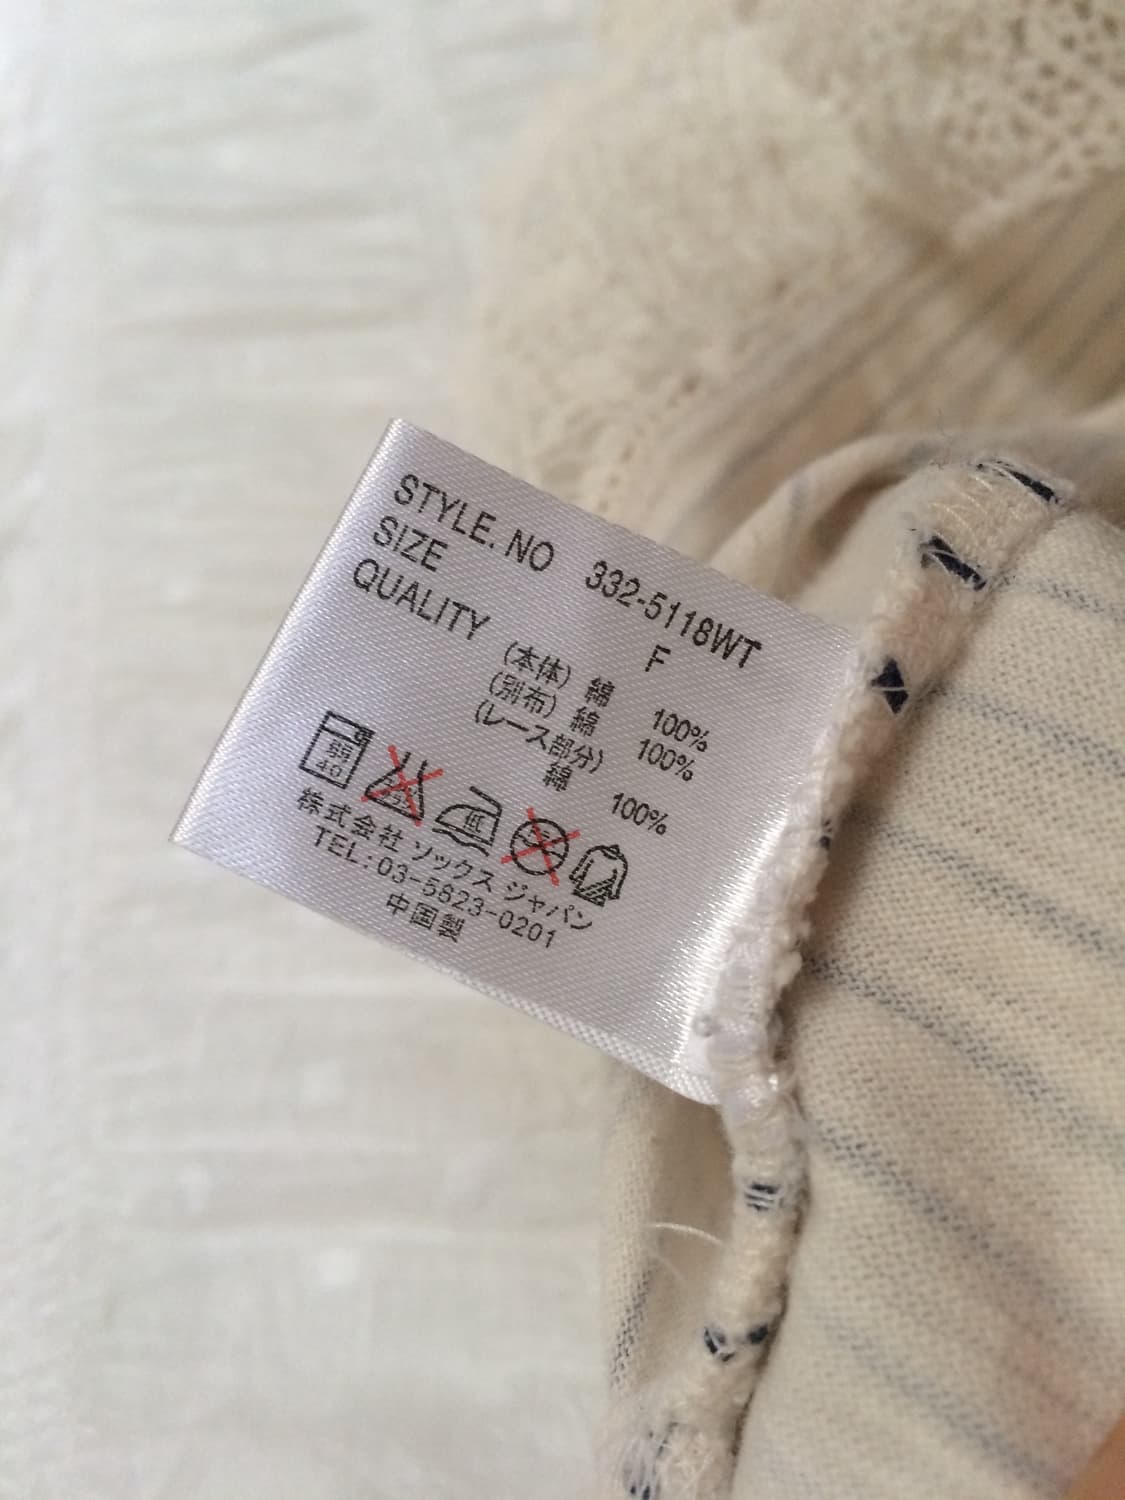 STYLE. NO 332-5118WT
SIZE F
QUALITY
(本体) 綿 100%
(別布) 綿 100%
(レース部分)
綿 100%
弱
40
低
株式会社 ソックス ジャパン
TEL:03-5823-0201
中国製